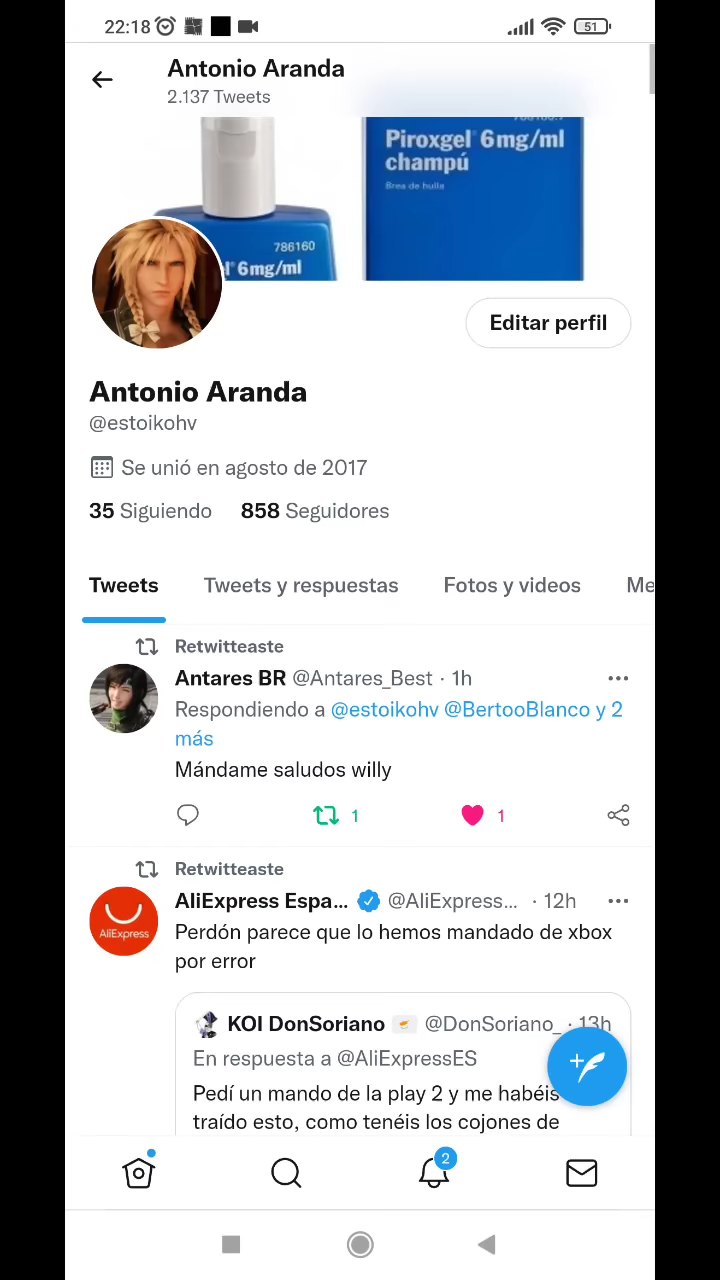 22:18
51
Antonio Aranda
2.137 Tweets
Piroxgel 6mg/ml
champú
Brea de hulla
786160
6mg/ml
Editar perfil
Antonio Aranda
@estoikohv
Se unió en agosto de 2017
35 Siguiendo 858 Seguidores
Tweets Tweets y respuestas Fotos y videos Me
Retwitteaste
Antares BR @Antares_Best · 1h
Respondiendo a @estoikohv @BertooBlanco y 2
más
Mándame saludos willy
1 1
Retwitteaste
AliExpress Espa... @AliExpress... · 12h
AliExpress
Perdón parece que lo hemos mandado de xbox
por error
KOI DonSoriano @DonSoriano_ · 13h
En respuesta a @AliExpressES
Pedí un mando de la play 2 y me habéis
traído esto, como tenéis los cojones de
2